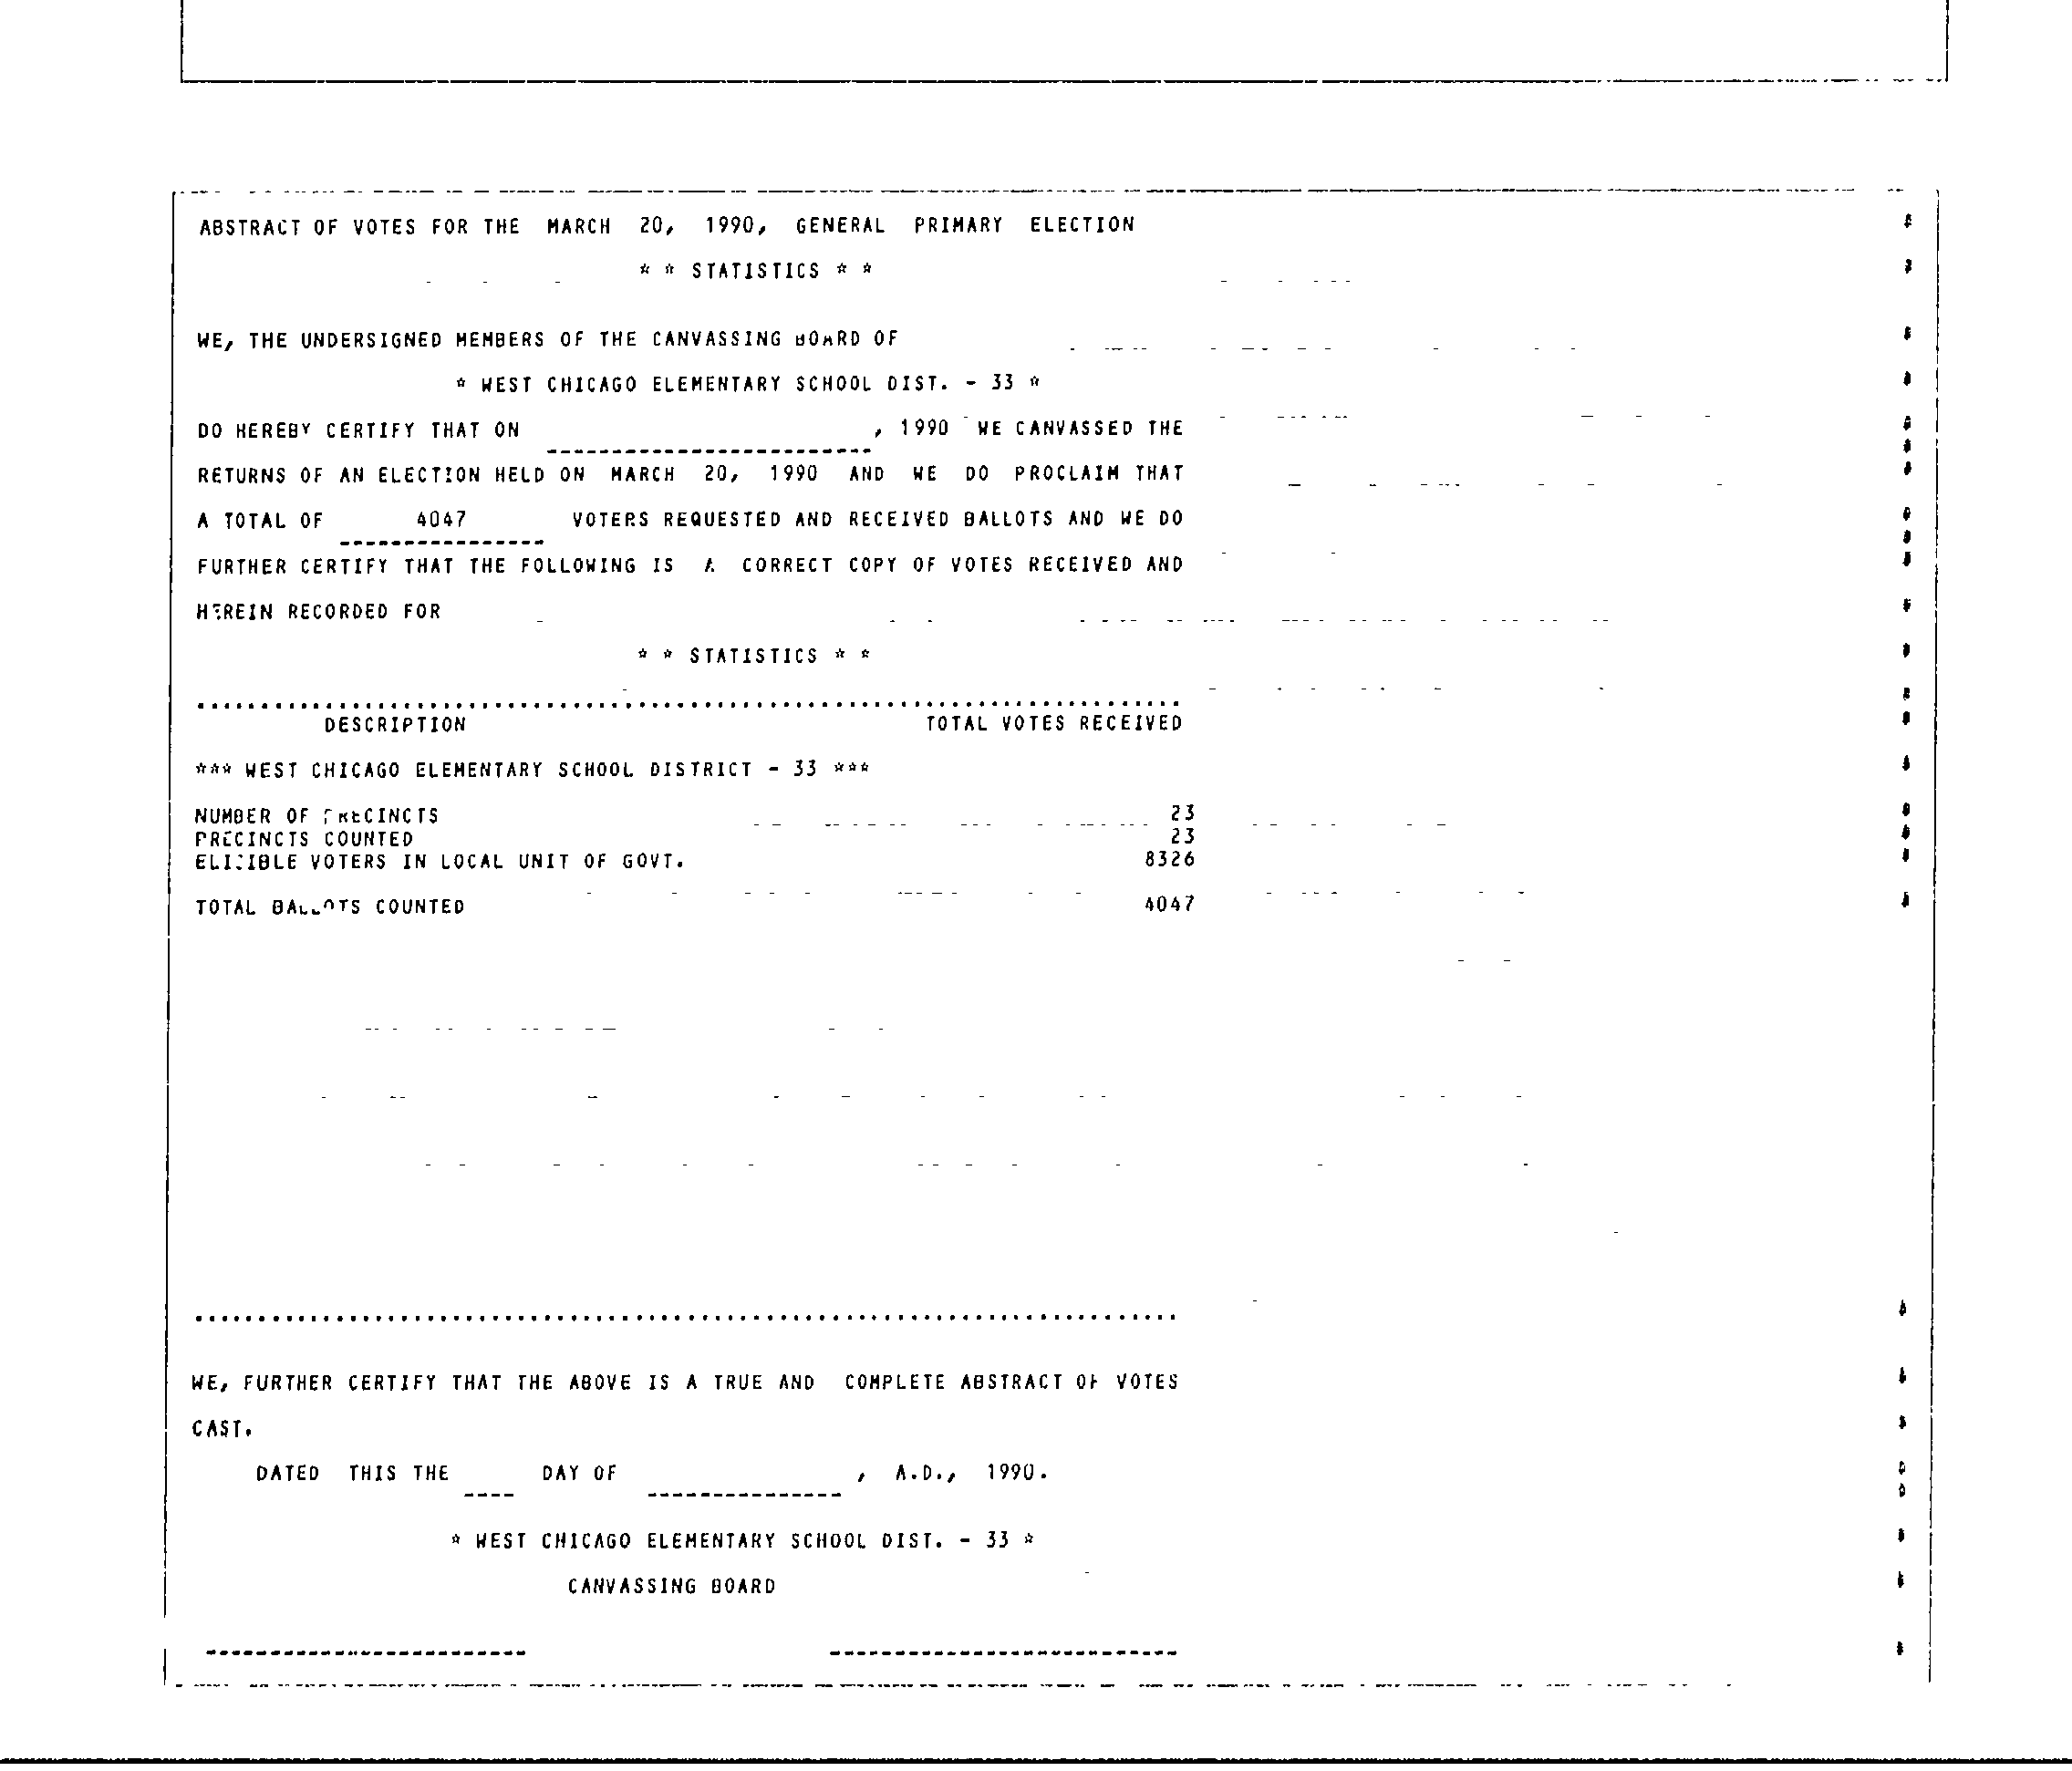 ABSTRACT OF VOTES FOR THE MARCH 20, 1990, GENERAL PRIMARY ELECTION
* * STATISTICS * *
WE, THE UNDERSIGNED MEMBERS OF THE CANVASSING BOARD OF
* WEST CHICAGO ELEMENTARY SCHOOL DIST. - 33 *
DO HEREBY CERTIFY THAT ON , 1990 WE CANVASSED THE
RETURNS OF AN ELECTION HELD ON MARCH 20, 1990 AND WE DO PROCLAIM THAT
A TOTAL OF 4047 VOTERS REQUESTED AND RECEIVED BALLOTS AND WE DO
FURTHER CERTIFY THAT THE FOLLOWING IS A CORRECT COPY OF VOTES RECEIVED AND
HEREIN RECORDED FOR
* * STATISTICS * *
DESCRIPTION TOTAL VOTES RECEIVED
*** WEST CHICAGO ELEMENTARY SCHOOL DISTRICT - 33 ***
NUMBER OF PRECINCTS 23
PRECINCTS COUNTED 23
ELIGIBLE VOTERS IN LOCAL UNIT OF GOVT. 8326
TOTAL BALLOTS COUNTED 4047
WE, FURTHER CERTIFY THAT THE ABOVE IS A TRUE AND COMPLETE ABSTRACT OF VOTES
CAST.
DATED THIS THE ____ DAY OF _______________ , A.D., 1990.
* WEST CHICAGO ELEMENTARY SCHOOL DIST. - 33 *
CANVASSING BOARD